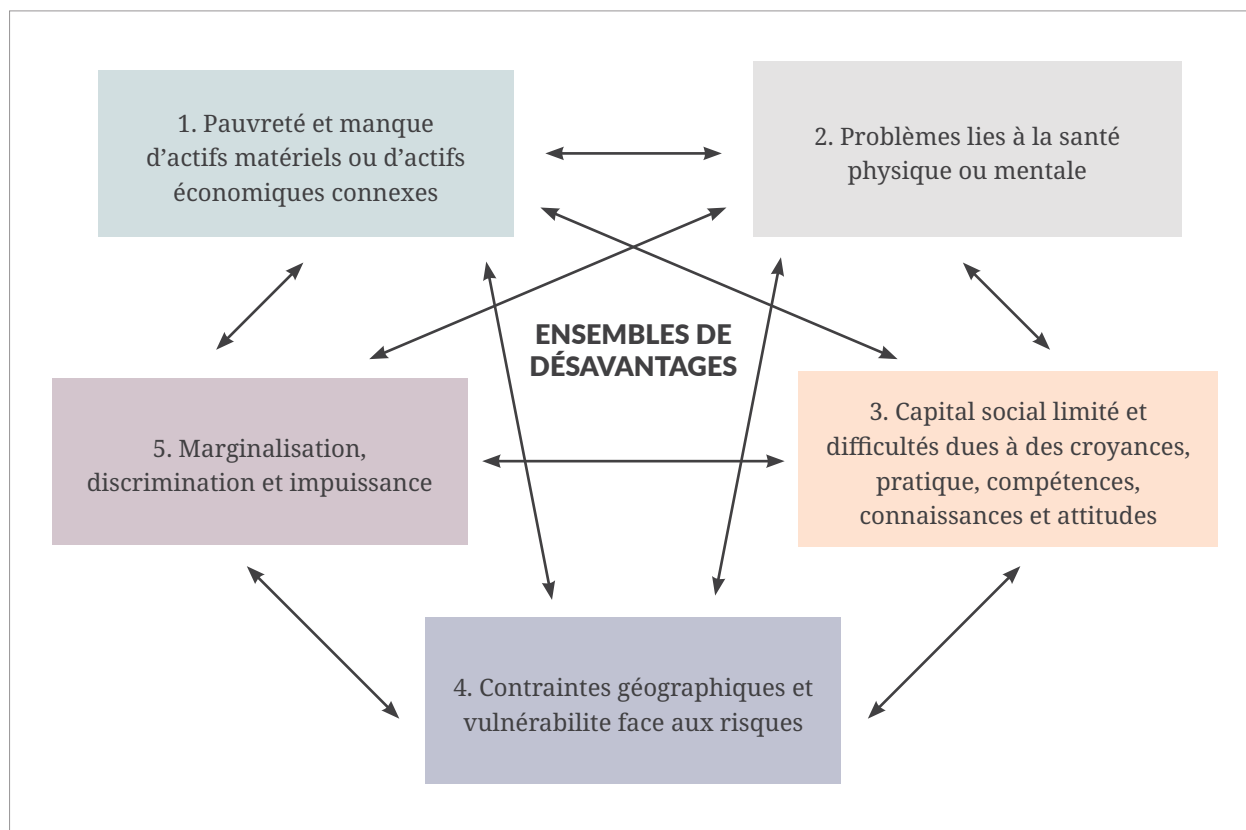 1. Pauvreté et manque
d’actifs matériels ou d’actifs
économiques connexes
2. Problèmes lies à la santé
physique ou mentale
ENSEMBLES DE
DÉSAVANTAGES
5. Marginalisation,
discrimination et impuissance
3. Capital social limité et
difficultés dues à des croyances,
pratique, compétences,
connaissances et attitudes
4. Contraintes géographiques et
vulnérabilite face aux risques